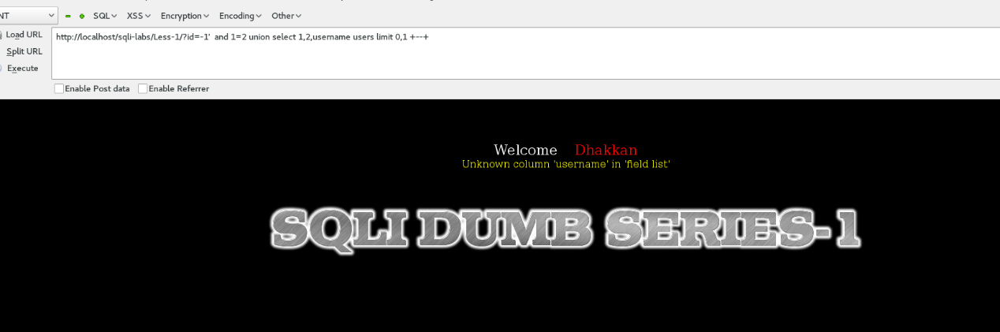 NT SQL XSS Encryption Encoding Other
Load URL
http://localhost/sqli-labs/Less-1/?id=-1' and 1=2 union select 1,2,username users limit 0,1 +--+
Split URL
Execute
Enable Post data Enable Referrer
Welcome Dhakkan
Unknown column 'username' in 'field list'
SQLI DUMB SERIES-1